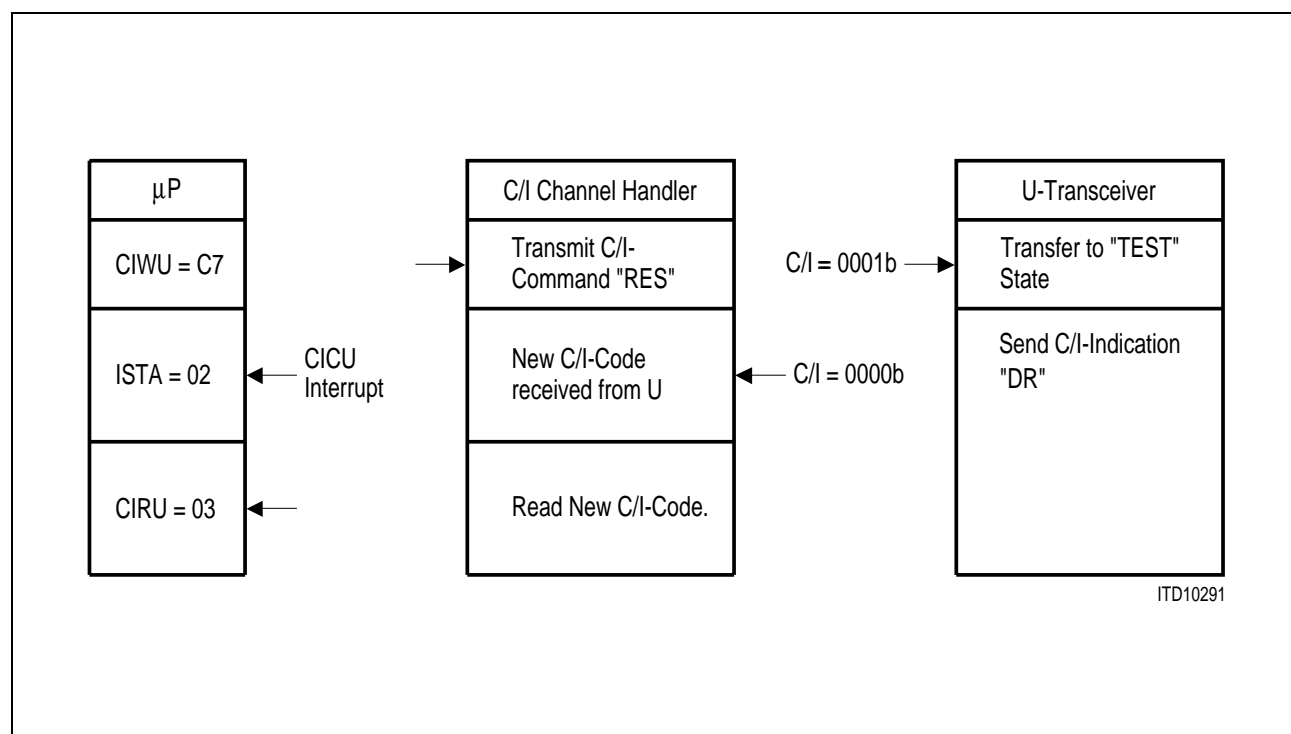 μP
CIWU = C7
ISTA = 02
CIRU = 03
CICU
Interrupt
C/I Channel Handler
Transmit C/I-
Command "RES"
New C/I-Code
received from U
Read New C/I-Code.
C/I = 0001b
C/I = 0000b
U-Transceiver
Transfer to "TEST"
State
Send C/I-Indication
"DR"
ITD10291